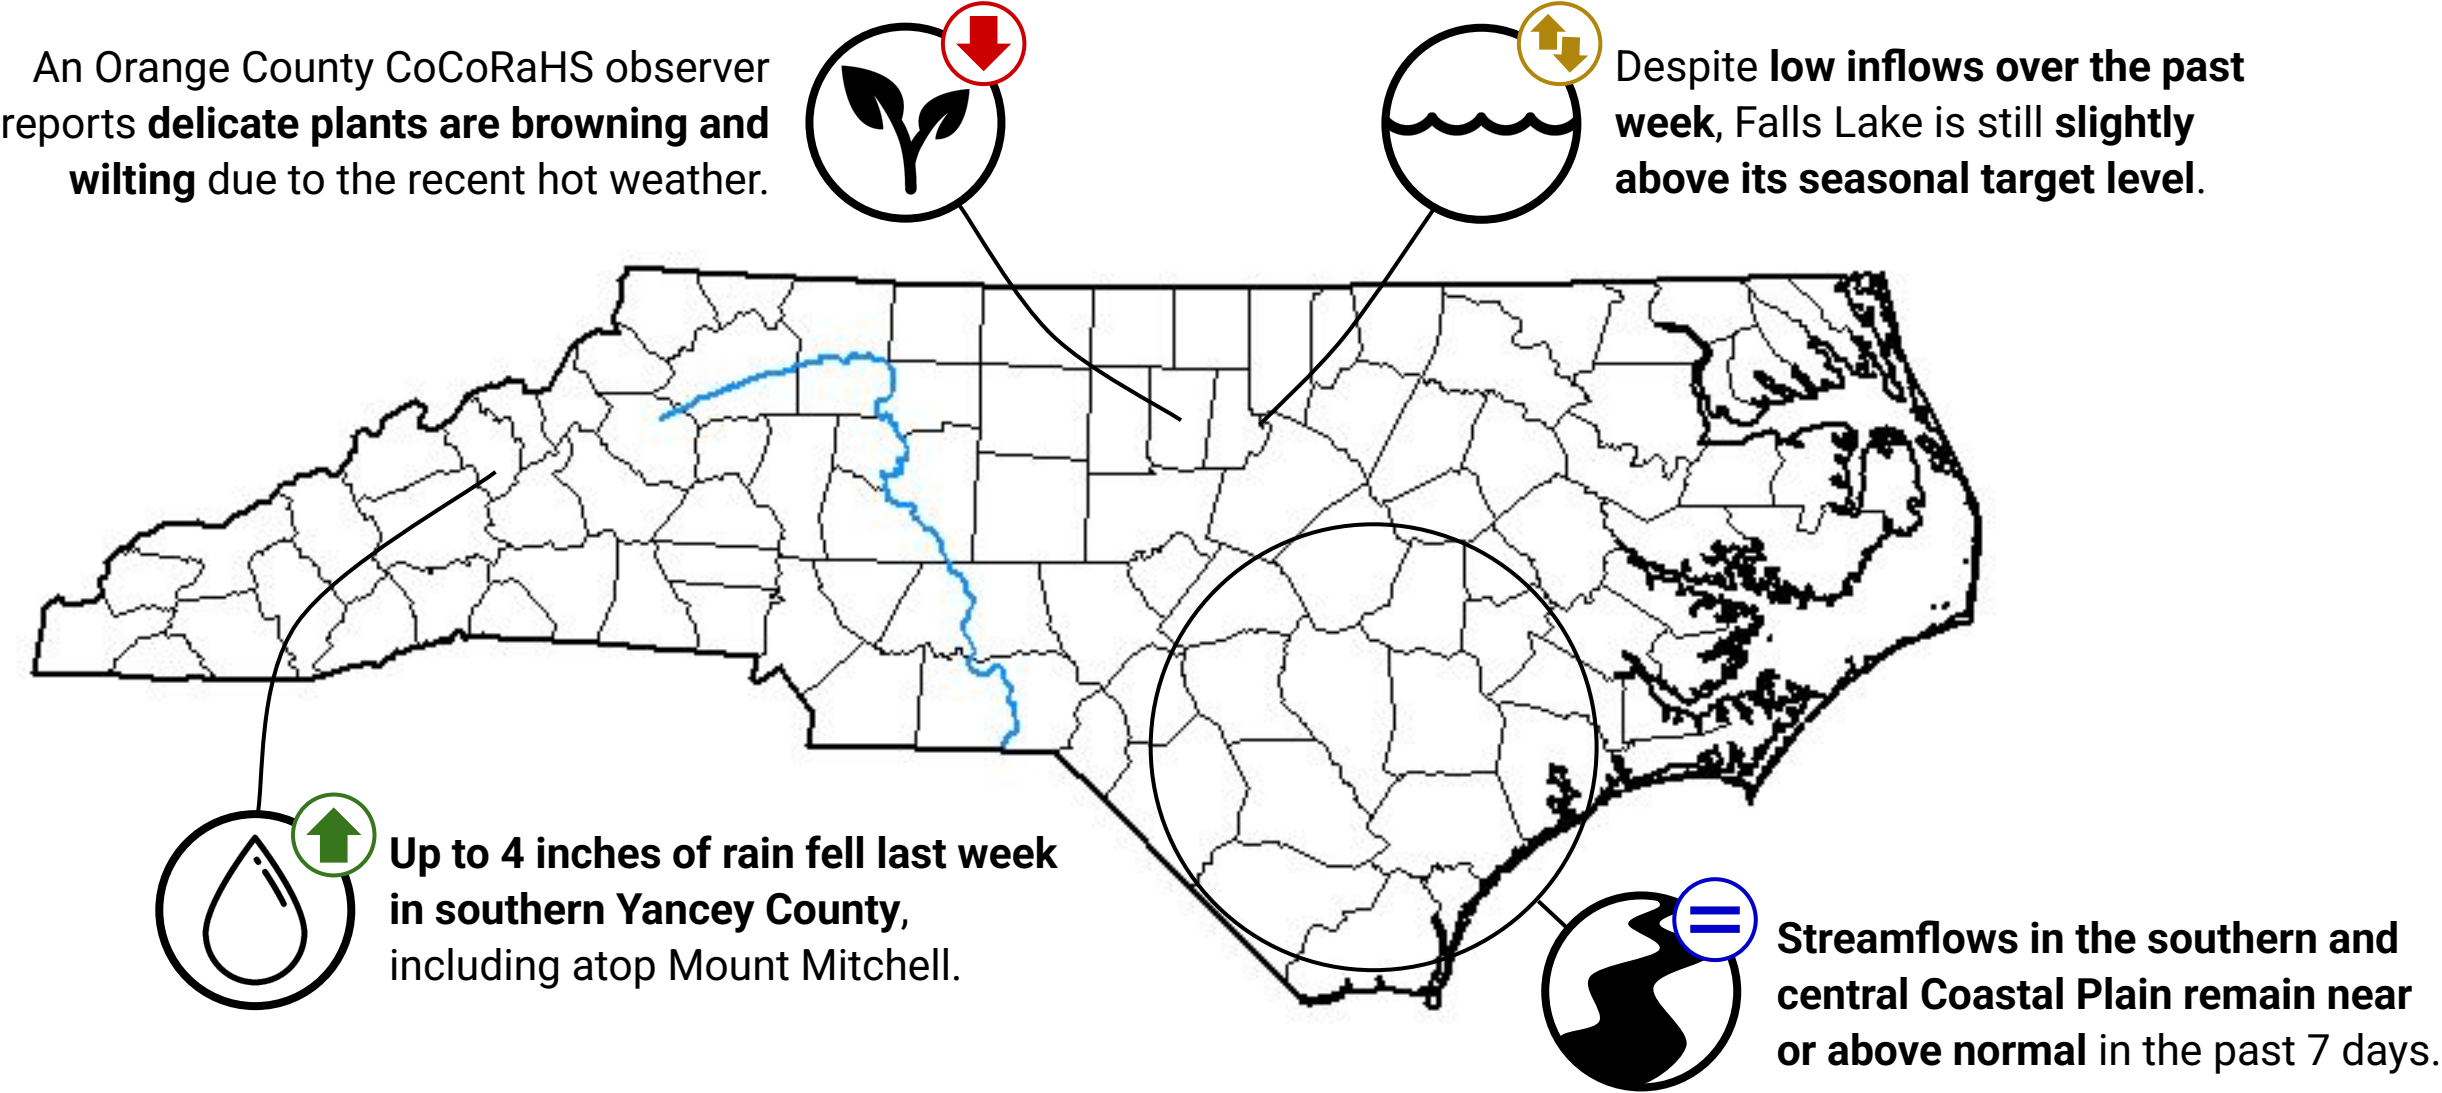 An Orange County CoCoRaHS observer
reports delicate plants are browning and
wilting due to the recent hot weather.
Despite low inflows over the past
week, Falls Lake is still slightly
above its seasonal target level.
Up to 4 inches of rain fell last week
in southern Yancey County,
including atop Mount Mitchell.
Streamflows in the southern and
central Coastal Plain remain near
or above normal in the past 7 days.